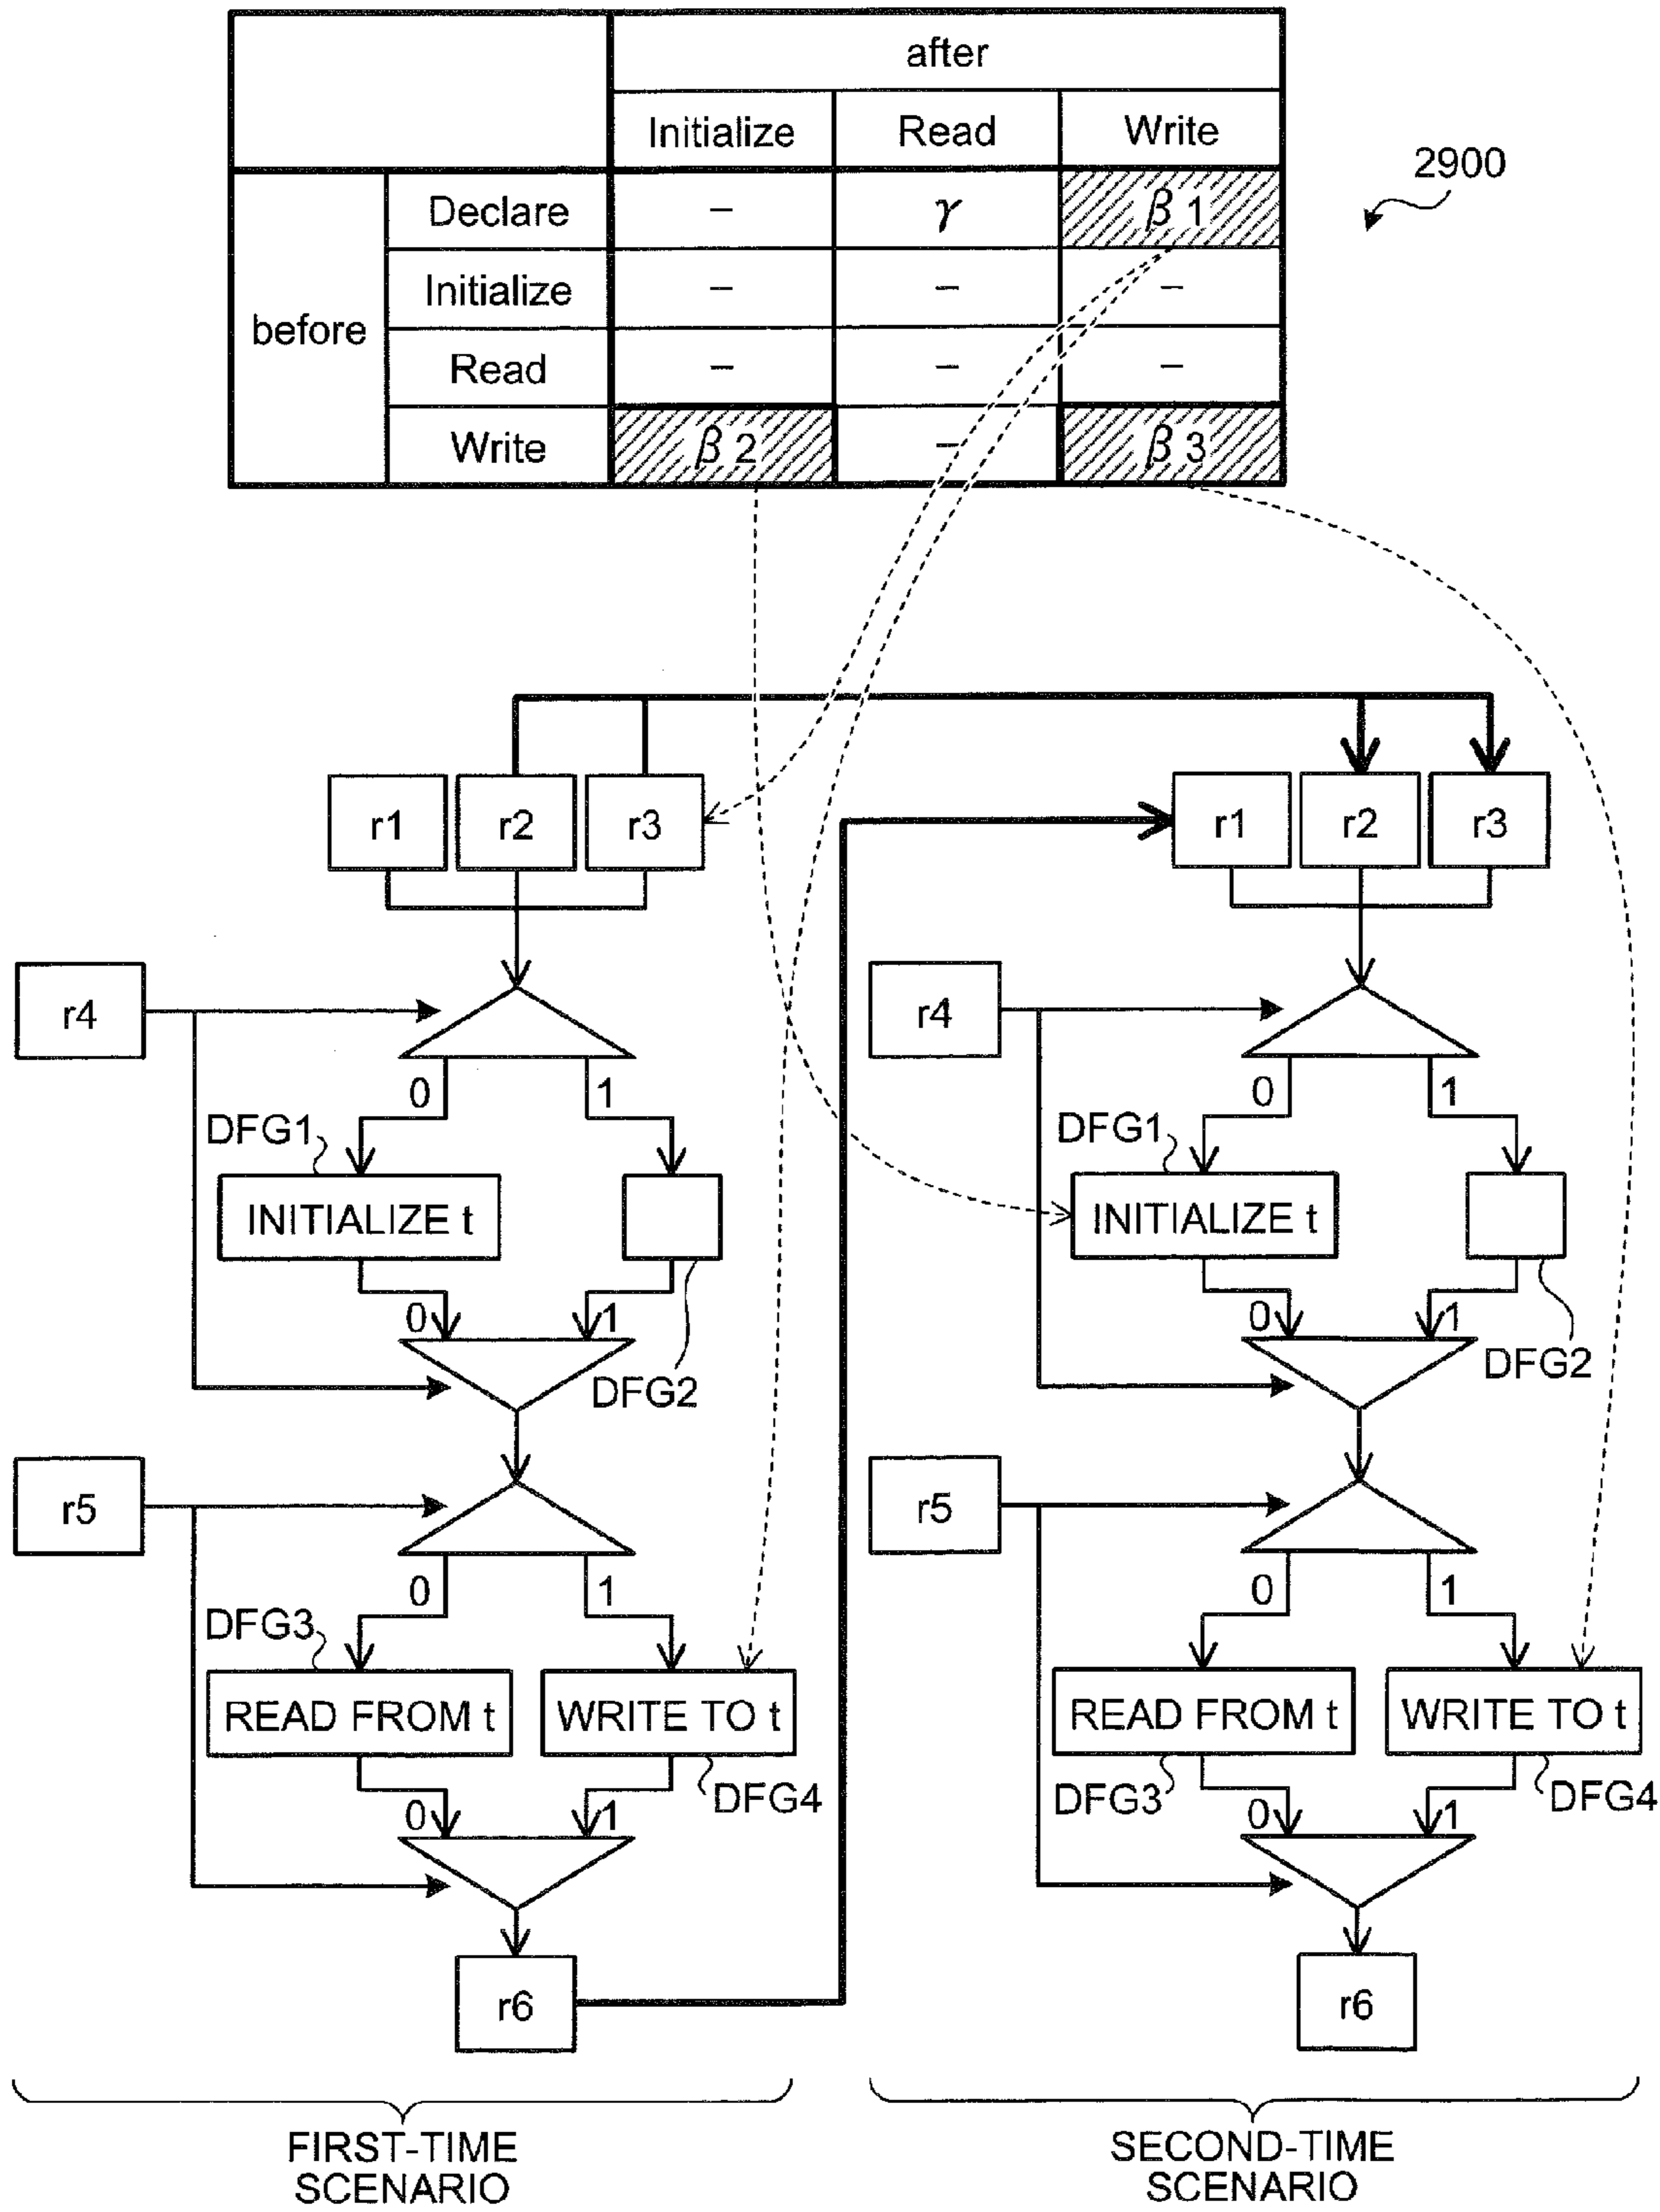 after
Initialize Read Write
2900
before
Declare – γ β1
Initialize – – –
Read – – –
Write β2 – β3
r1 r2 r3 r1 r2 r3
r4 r4
0 1 0 1
DFG1 DFG1
INITIALIZE t INITIALIZE t
0 1 0 1
DFG2 DFG2
r5 r5
0 1 0 1
DFG3
READ FROM t WRITE TO t READ FROM t WRITE TO t
DFG4 DFG3 DFG4
0 1 0 1
r6 r6
FIRST-TIME
SCENARIO
SECOND-TIME
SCENARIO